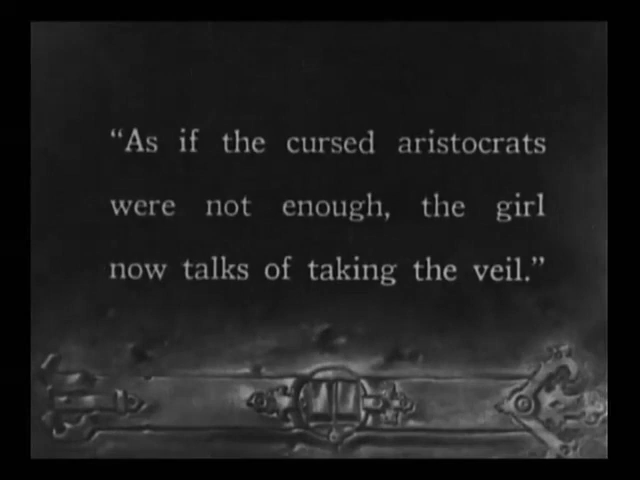 “As if the cursed aristocrats
were not enough, the girl
now talks of taking the veil.”